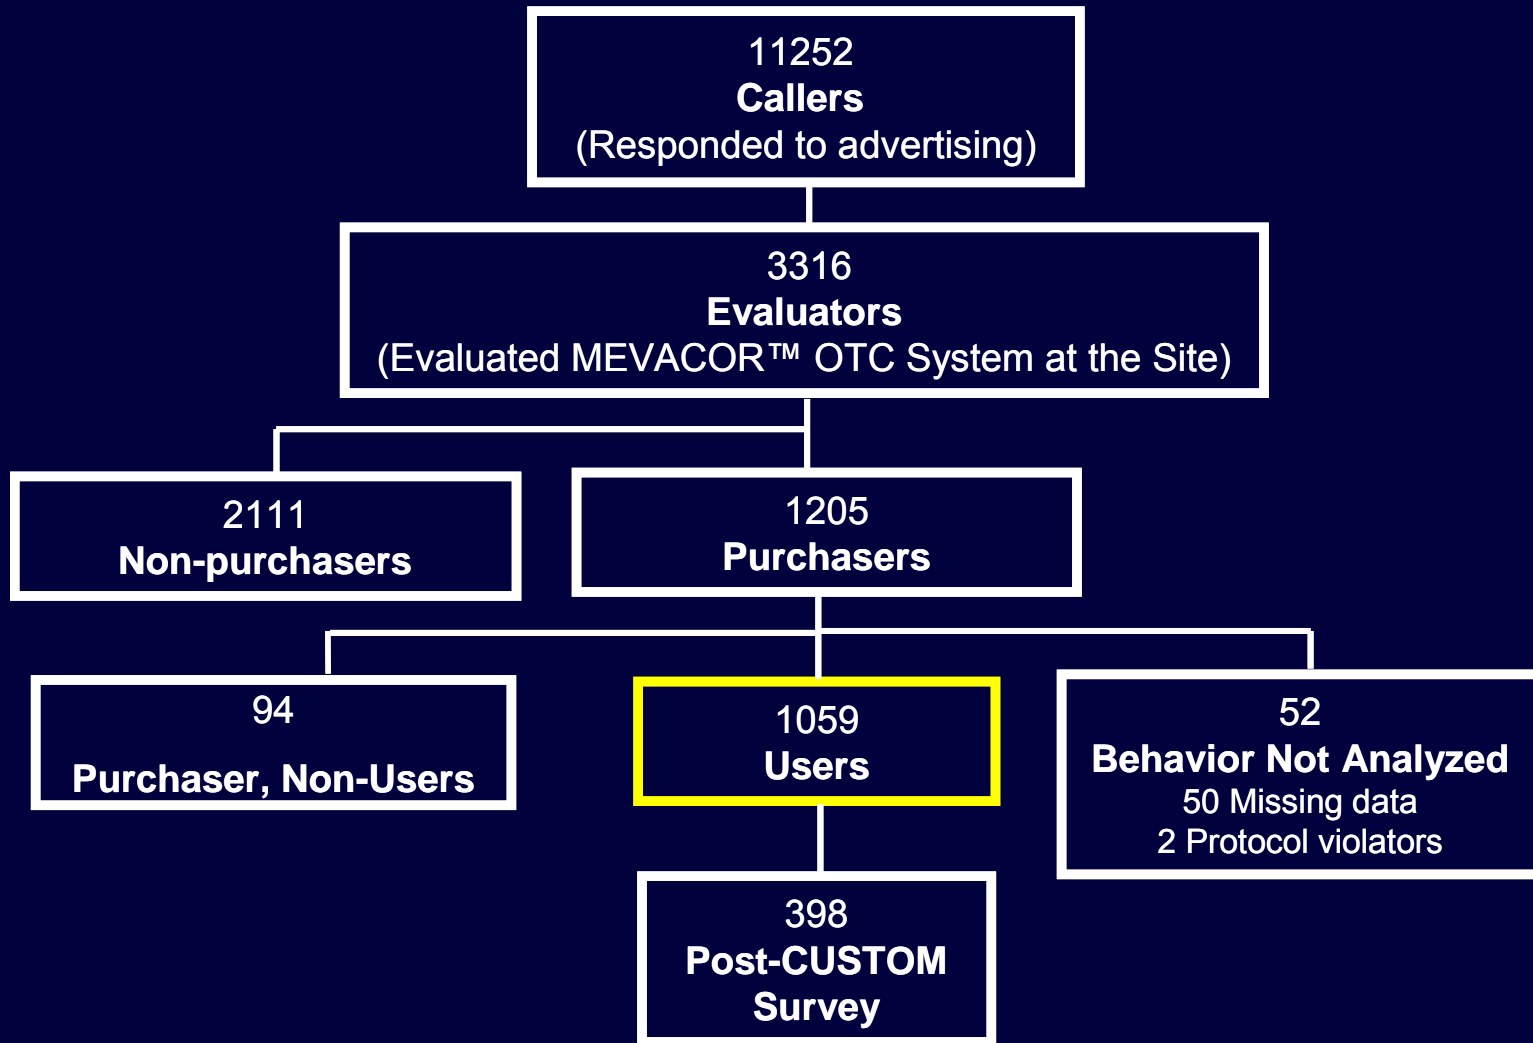 11252
Callers
(Responded to advertising)
3316
Evaluators
(Evaluated MEVACOR™ OTC System at the Site)
2111
Non-purchasers
1205
Purchasers
94
Purchaser, Non-Users
1059
Users
52
Behavior Not Analyzed
50 Missing data
2 Protocol violators
398
Post-CUSTOM
Survey